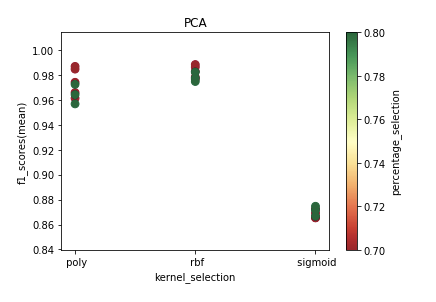 PCA
1.00
0.98
0.96
0.94
0.92
0.90
0.88
0.86
0.84
f1_scores(mean)
poly
rbf
sigmoid
kernel_selection
0.80
0.78
0.76
0.74
0.72
0.70
percentage_selection